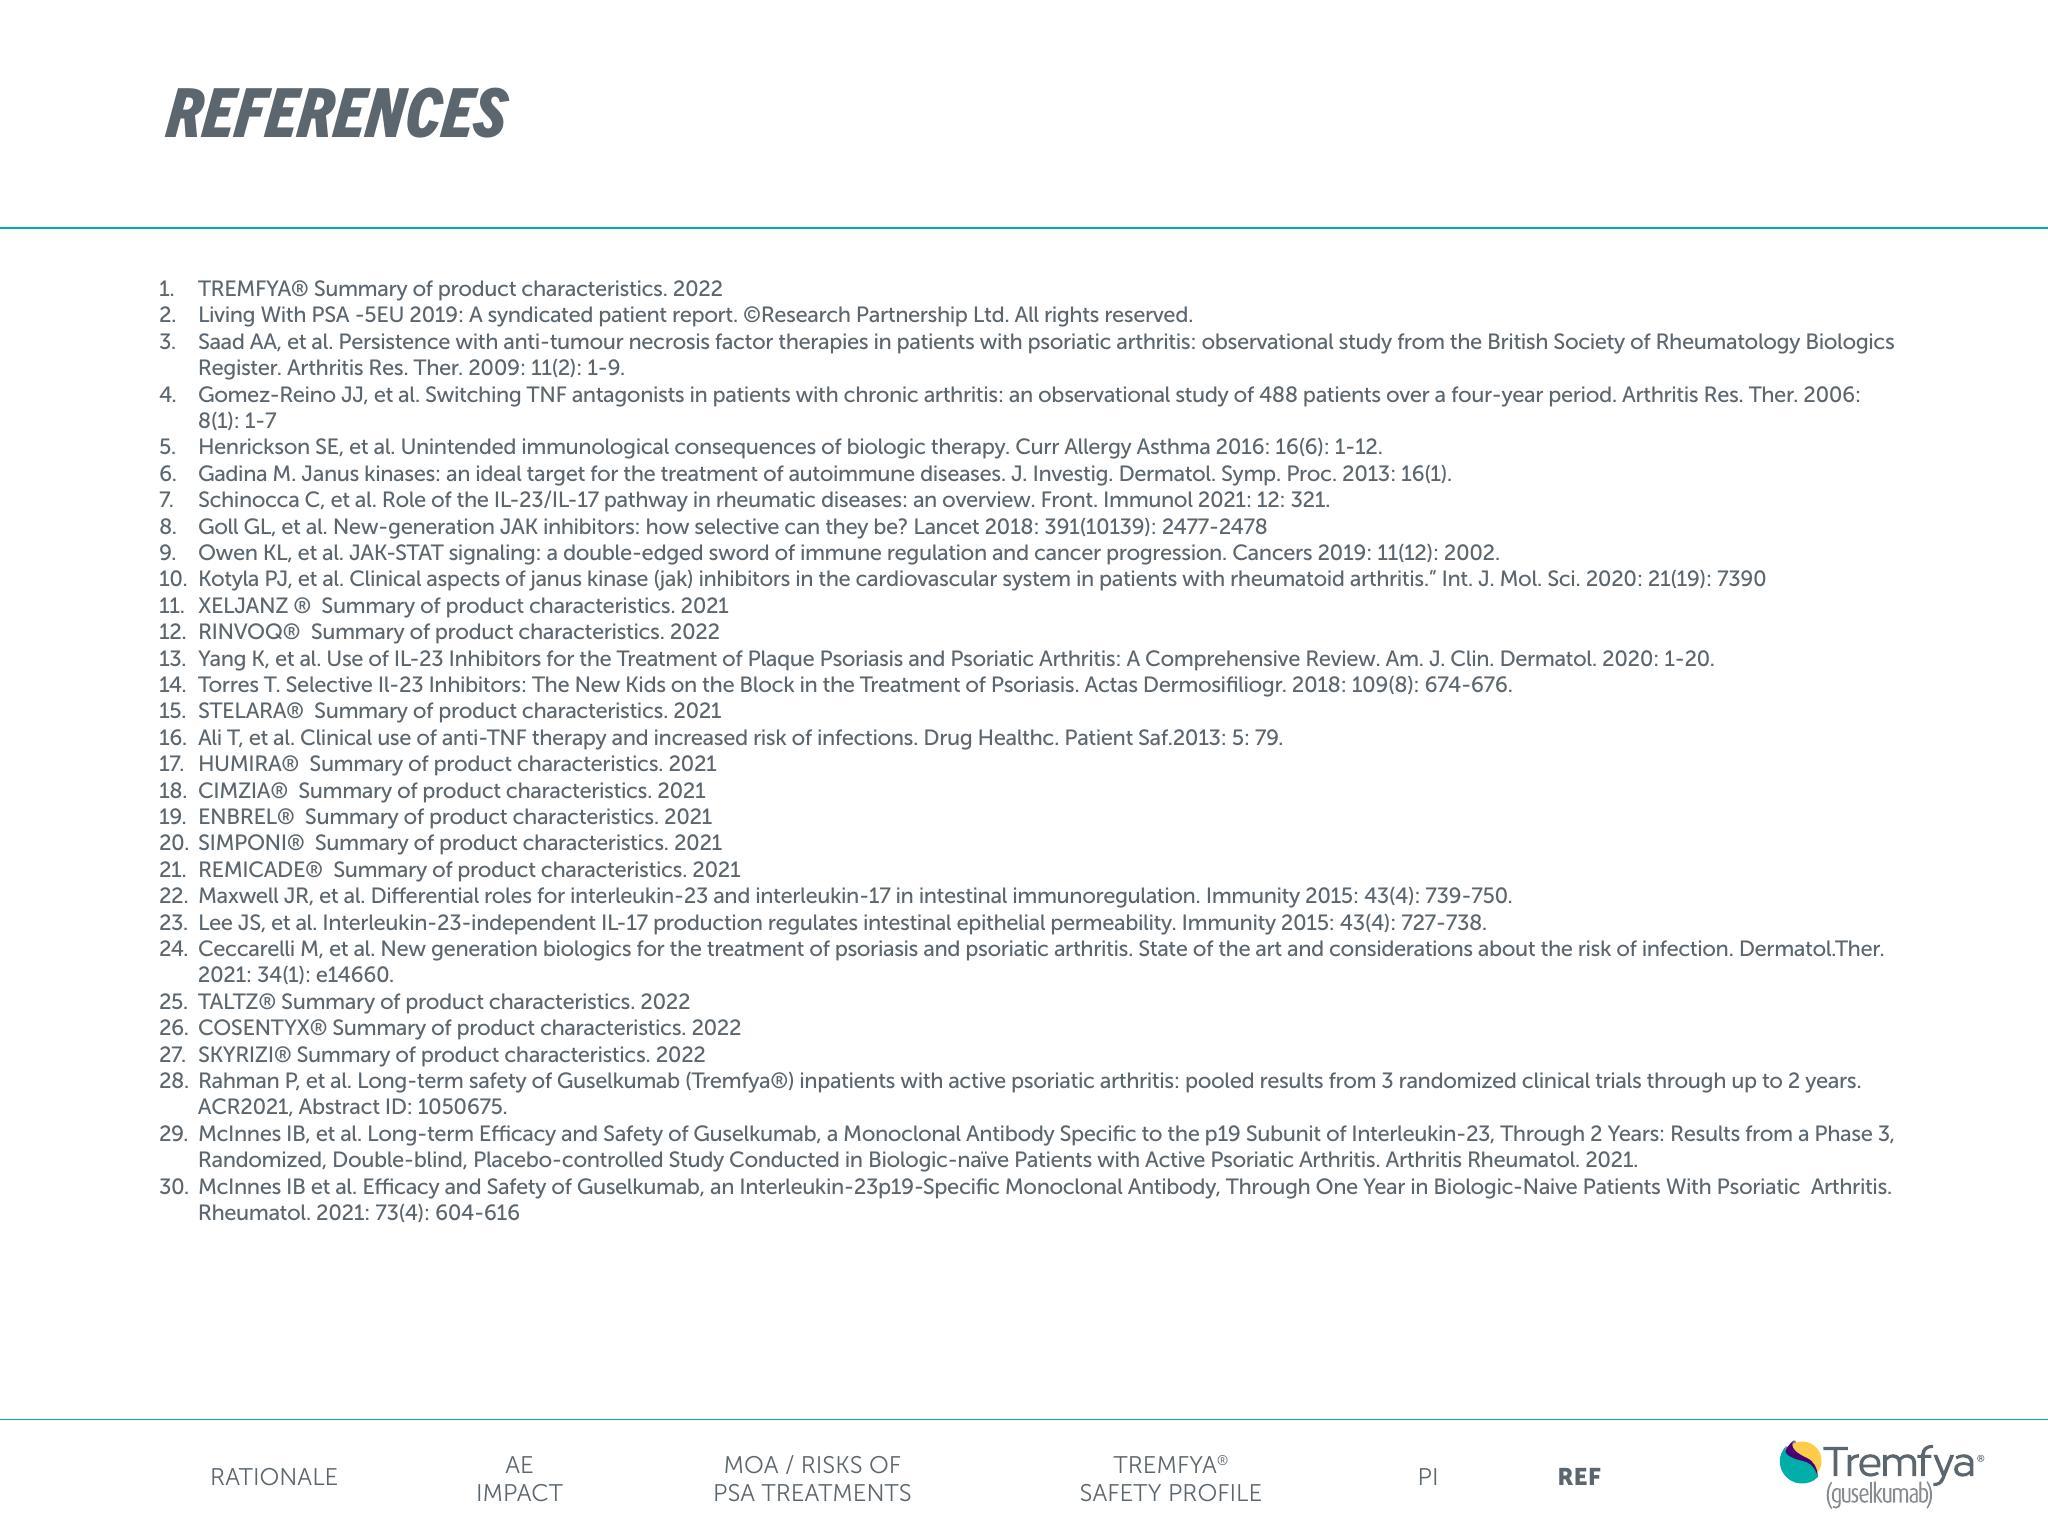 REFERENCES
1. TREMFYA® Summary of product characteristics. 2022
2. Living With PSA -5EU 2019: A syndicated patient report. ©Research Partnership Ltd. All rights reserved.
3. Saad AA, et al. Persistence with anti-tumour necrosis factor therapies in patients with psoriatic arthritis: observational study from the British Society of Rheumatology Biologics
Register. Arthritis Res. Ther. 2009: 11(2): 1-9.
4. Gomez-Reino JJ, et al. Switching TNF antagonists in patients with chronic arthritis: an observational study of 488 patients over a four-year period. Arthritis Res. Ther. 2006:
8(1): 1-7
5. Henrickson SE, et al. Unintended immunological consequences of biologic therapy. Curr Allergy Asthma 2016: 16(6): 1-12.
6. Gadina M. Janus kinases: an ideal target for the treatment of autoimmune diseases. J. Investig. Dermatol. Symp. Proc. 2013: 16(1).
7. Schinocca C, et al. Role of the IL-23/IL-17 pathway in rheumatic diseases: an overview. Front. Immunol 2021: 12: 321.
8. Goll GL, et al. New-generation JAK inhibitors: how selective can they be? Lancet 2018: 391(10139): 2477-2478
9. Owen KL, et al. JAK-STAT signaling: a double-edged sword of immune regulation and cancer progression. Cancers 2019: 11(12): 2002.
10. Kotyla PJ, et al. Clinical aspects of janus kinase (jak) inhibitors in the cardiovascular system in patients with rheumatoid arthritis.” Int. J. Mol. Sci. 2020: 21(19): 7390
11. XELJANZ ® Summary of product characteristics. 2021
12. RINVOQ® Summary of product characteristics. 2022
13. Yang K, et al. Use of IL-23 Inhibitors for the Treatment of Plaque Psoriasis and Psoriatic Arthritis: A Comprehensive Review. Am. J. Clin. Dermatol. 2020: 1-20.
14. Torres T. Selective Il-23 Inhibitors: The New Kids on the Block in the Treatment of Psoriasis. Actas Dermosifiliogr. 2018: 109(8): 674-676.
15. STELARA® Summary of product characteristics. 2021
16. Ali T, et al. Clinical use of anti-TNF therapy and increased risk of infections. Drug Healthc. Patient Saf.2013: 5: 79.
17. HUMIRA® Summary of product characteristics. 2021
18. CIMZIA® Summary of product characteristics. 2021
19. ENBREL® Summary of product characteristics. 2021
20. SIMPONI® Summary of product characteristics. 2021
21. REMICADE® Summary of product characteristics. 2021
22. Maxwell JR, et al. Differential roles for interleukin-23 and interleukin-17 in intestinal immunoregulation. Immunity 2015: 43(4): 739-750.
23. Lee JS, et al. Interleukin-23-independent IL-17 production regulates intestinal epithelial permeability. Immunity 2015: 43(4): 727-738.
24. Ceccarelli M, et al. New generation biologics for the treatment of psoriasis and psoriatic arthritis. State of the art and considerations about the risk of infection. Dermatol.Ther.
2021: 34(1): e14660.
25. TALTZ® Summary of product characteristics. 2022
26. COSENTYX® Summary of product characteristics. 2022
27. SKYRIZI® Summary of product characteristics. 2022
28. Rahman P, et al. Long-term safety of Guselkumab (Tremfya®) inpatients with active psoriatic arthritis: pooled results from 3 randomized clinical trials through up to 2 years.
ACR2021, Abstract ID: 1050675.
29. McInnes IB, et al. Long-term Efficacy and Safety of Guselkumab, a Monoclonal Antibody Specific to the p19 Subunit of Interleukin-23, Through 2 Years: Results from a Phase 3,
Randomized, Double-blind, Placebo-controlled Study Conducted in Biologic-naïve Patients with Active Psoriatic Arthritis. Arthritis Rheumatol. 2021.
30. McInnes IB et al. Efficacy and Safety of Guselkumab, an Interleukin-23p19-Specific Monoclonal Antibody, Through One Year in Biologic-Naive Patients With Psoriatic Arthritis.
Rheumatol. 2021: 73(4): 604-616
RATIONALE
AE
IMPACT
MOA / RISKS OF
PSA TREATMENTS
TREMFYA®
SAFETY PROFILE
PI
REF
Tremfya®
(guselkumab)